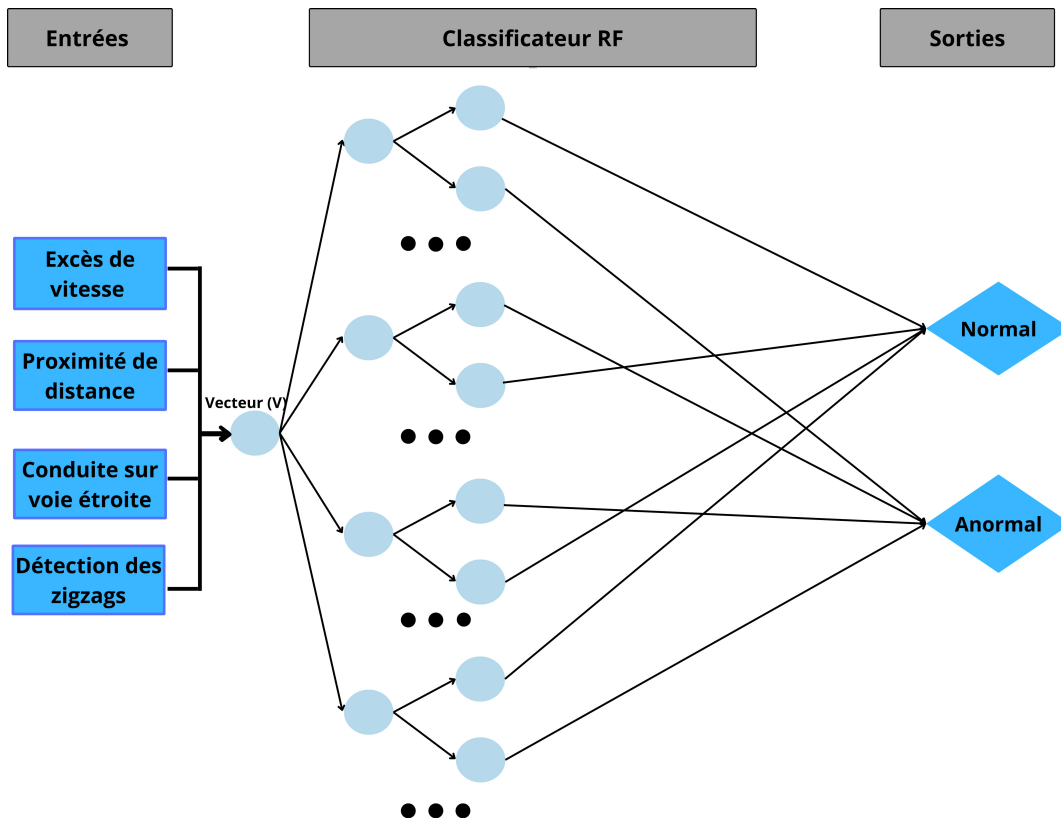 Entrées
Classificateur RF
Sorties
Excès de
vitesse
Proximité de
distance
Vecteur (V)
Conduite sur
voie étroite
Détection des
zigzags
Normal
Anormal